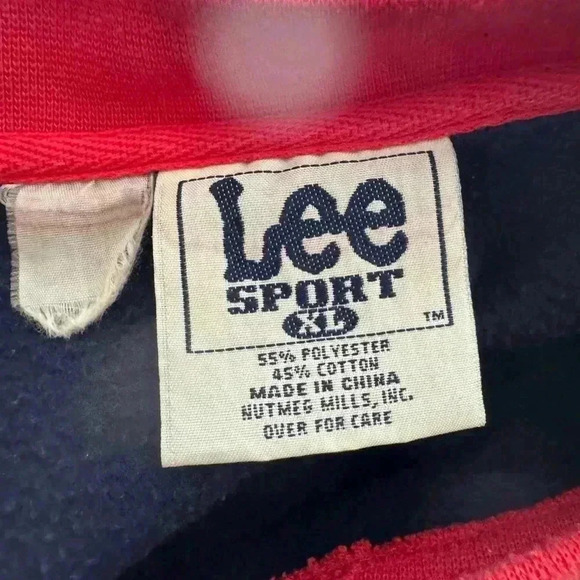 Lee
SPORT
XL
TM
55% POLYESTER
45% COTTON
MADE IN CHINA
NUTMEG MILLS, INC.
OVER FOR CARE